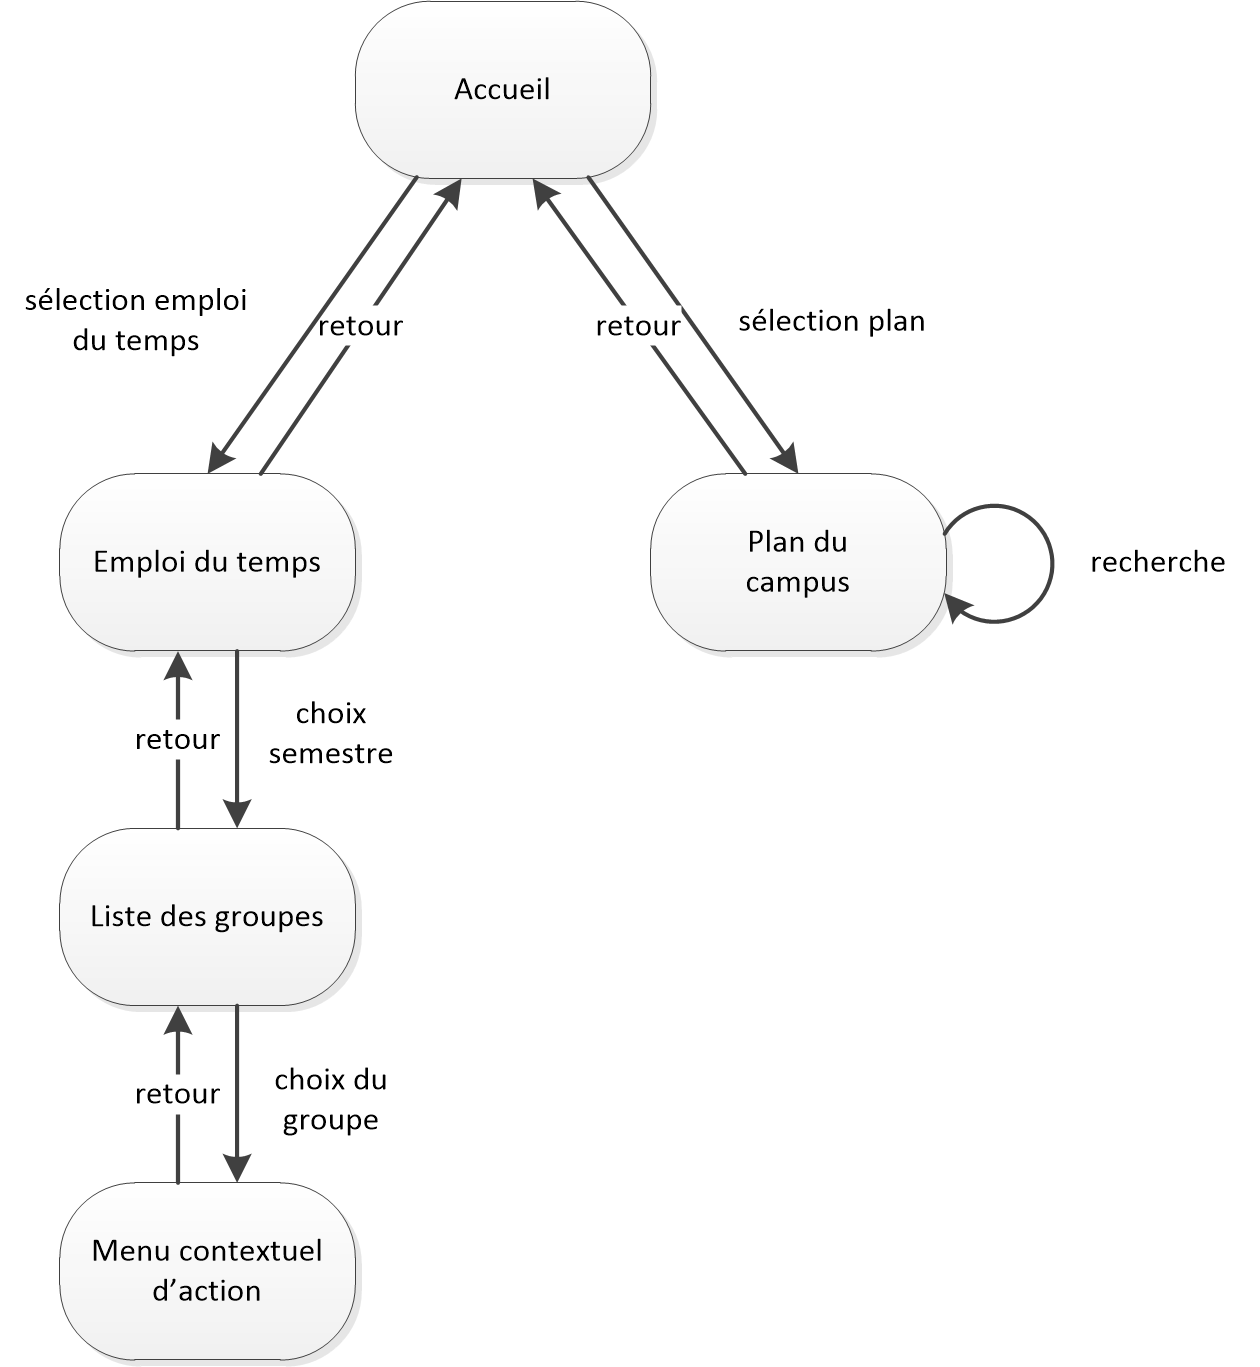 Accueil
sélection emploi
du temps
retour
retour
sélection plan
Emploi du temps
Plan du
campus
recherche
retour
choix
semestre
Liste des groupes
retour
choix du
groupe
Menu contextuel
d’action